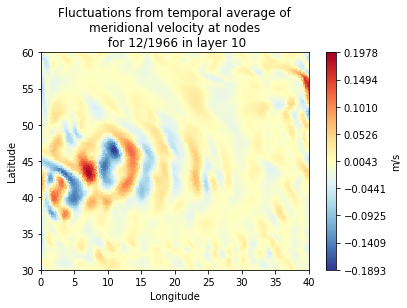 Fluctuations from temporal average of
meridional velocity at nodes
for 12/1966 in layer 10
60
55
50
45
40
35
30
Latitude
0 5 10 15 20 25 30 35 40
Longitude
0.1978
0.1494
0.1010
0.0526
0.0043
−0.0441
−0.0925
−0.1409
−0.1893
m/s